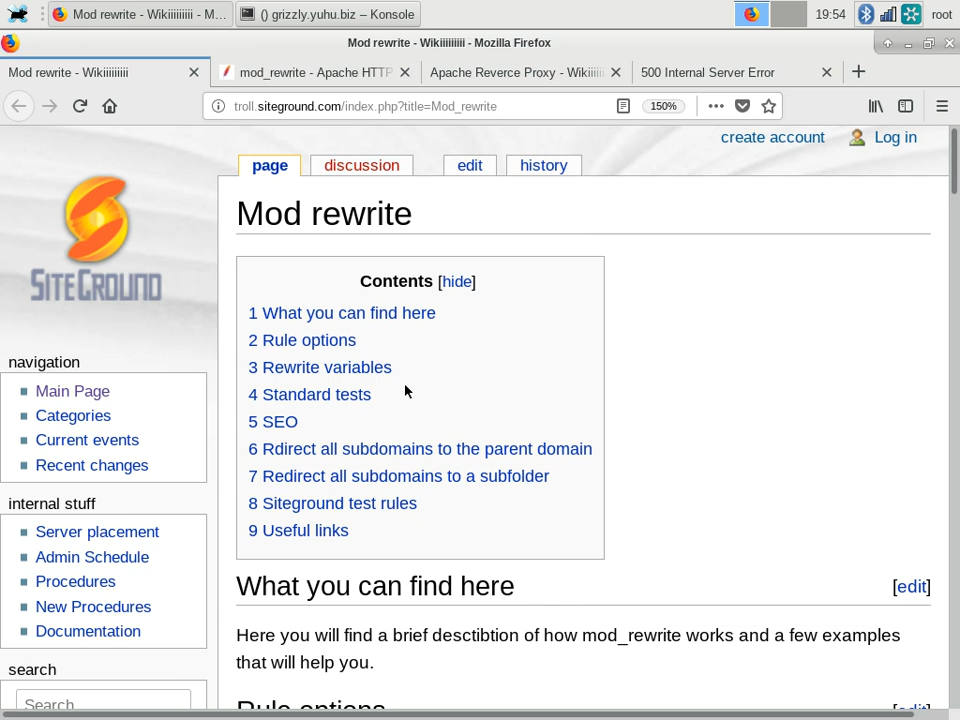 Mod rewrite - Wikiiiiiiiii - M...
() grizzly.yuhu.biz – Konsole
19:54
root
Mod rewrite - Wikiiiiiiiii - Mozilla Firefox
Mod rewrite - Wikiiiiiiiii
mod_rewrite - Apache HTTP
Apache Reverce Proxy - Wikiiiii
500 Internal Server Error
troll.siteground.com/index.php?title=Mod_rewrite
150%
create account
Log in
page
discussion
edit
history
SITEGROUND
Mod rewrite
Contents [hide]
1 What you can find here
2 Rule options
3 Rewrite variables
4 Standard tests
5 SEO
6 Rdirect all subdomains to the parent domain
7 Redirect all subdomains to a subfolder
8 Siteground test rules
9 Useful links
navigation
Main Page
Categories
Current events
Recent changes
internal stuff
Server placement
Admin Schedule
Procedures
New Procedures
Documentation
search
Search
What you can find here
[edit]
Here you will find a brief desctibtion of how mod_rewrite works and a few examples
that will help you.
Rule options
[edit]